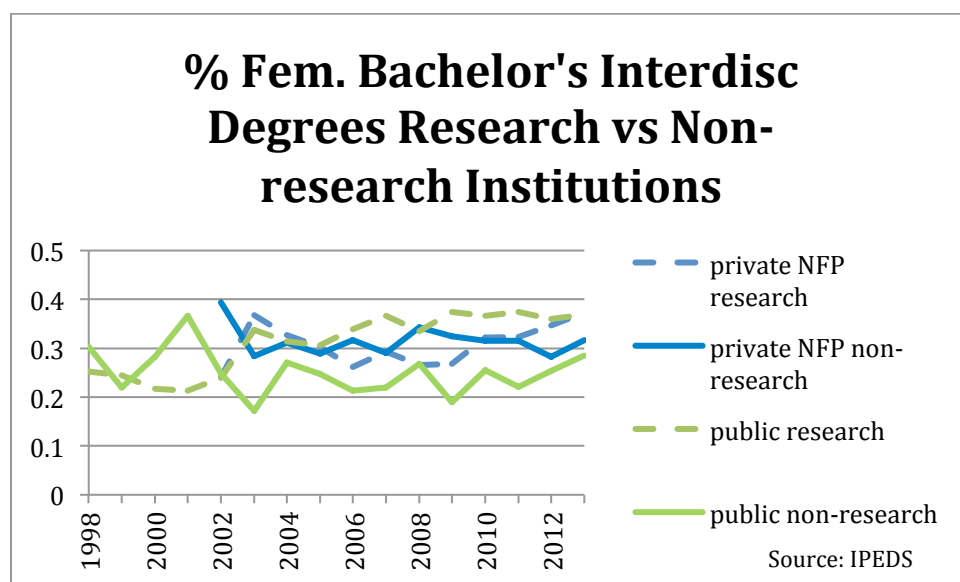 % Fem. Bachelor's Interdisc
Degrees Research vs Non-
research Institutions
0.5
0.4
0.3
0.2
0.1
0
1998
2000
2002
2004
2006
2008
2010
2012
private NFP
research
private NFP non-
research
public research
public non-research
Source: IPEDS